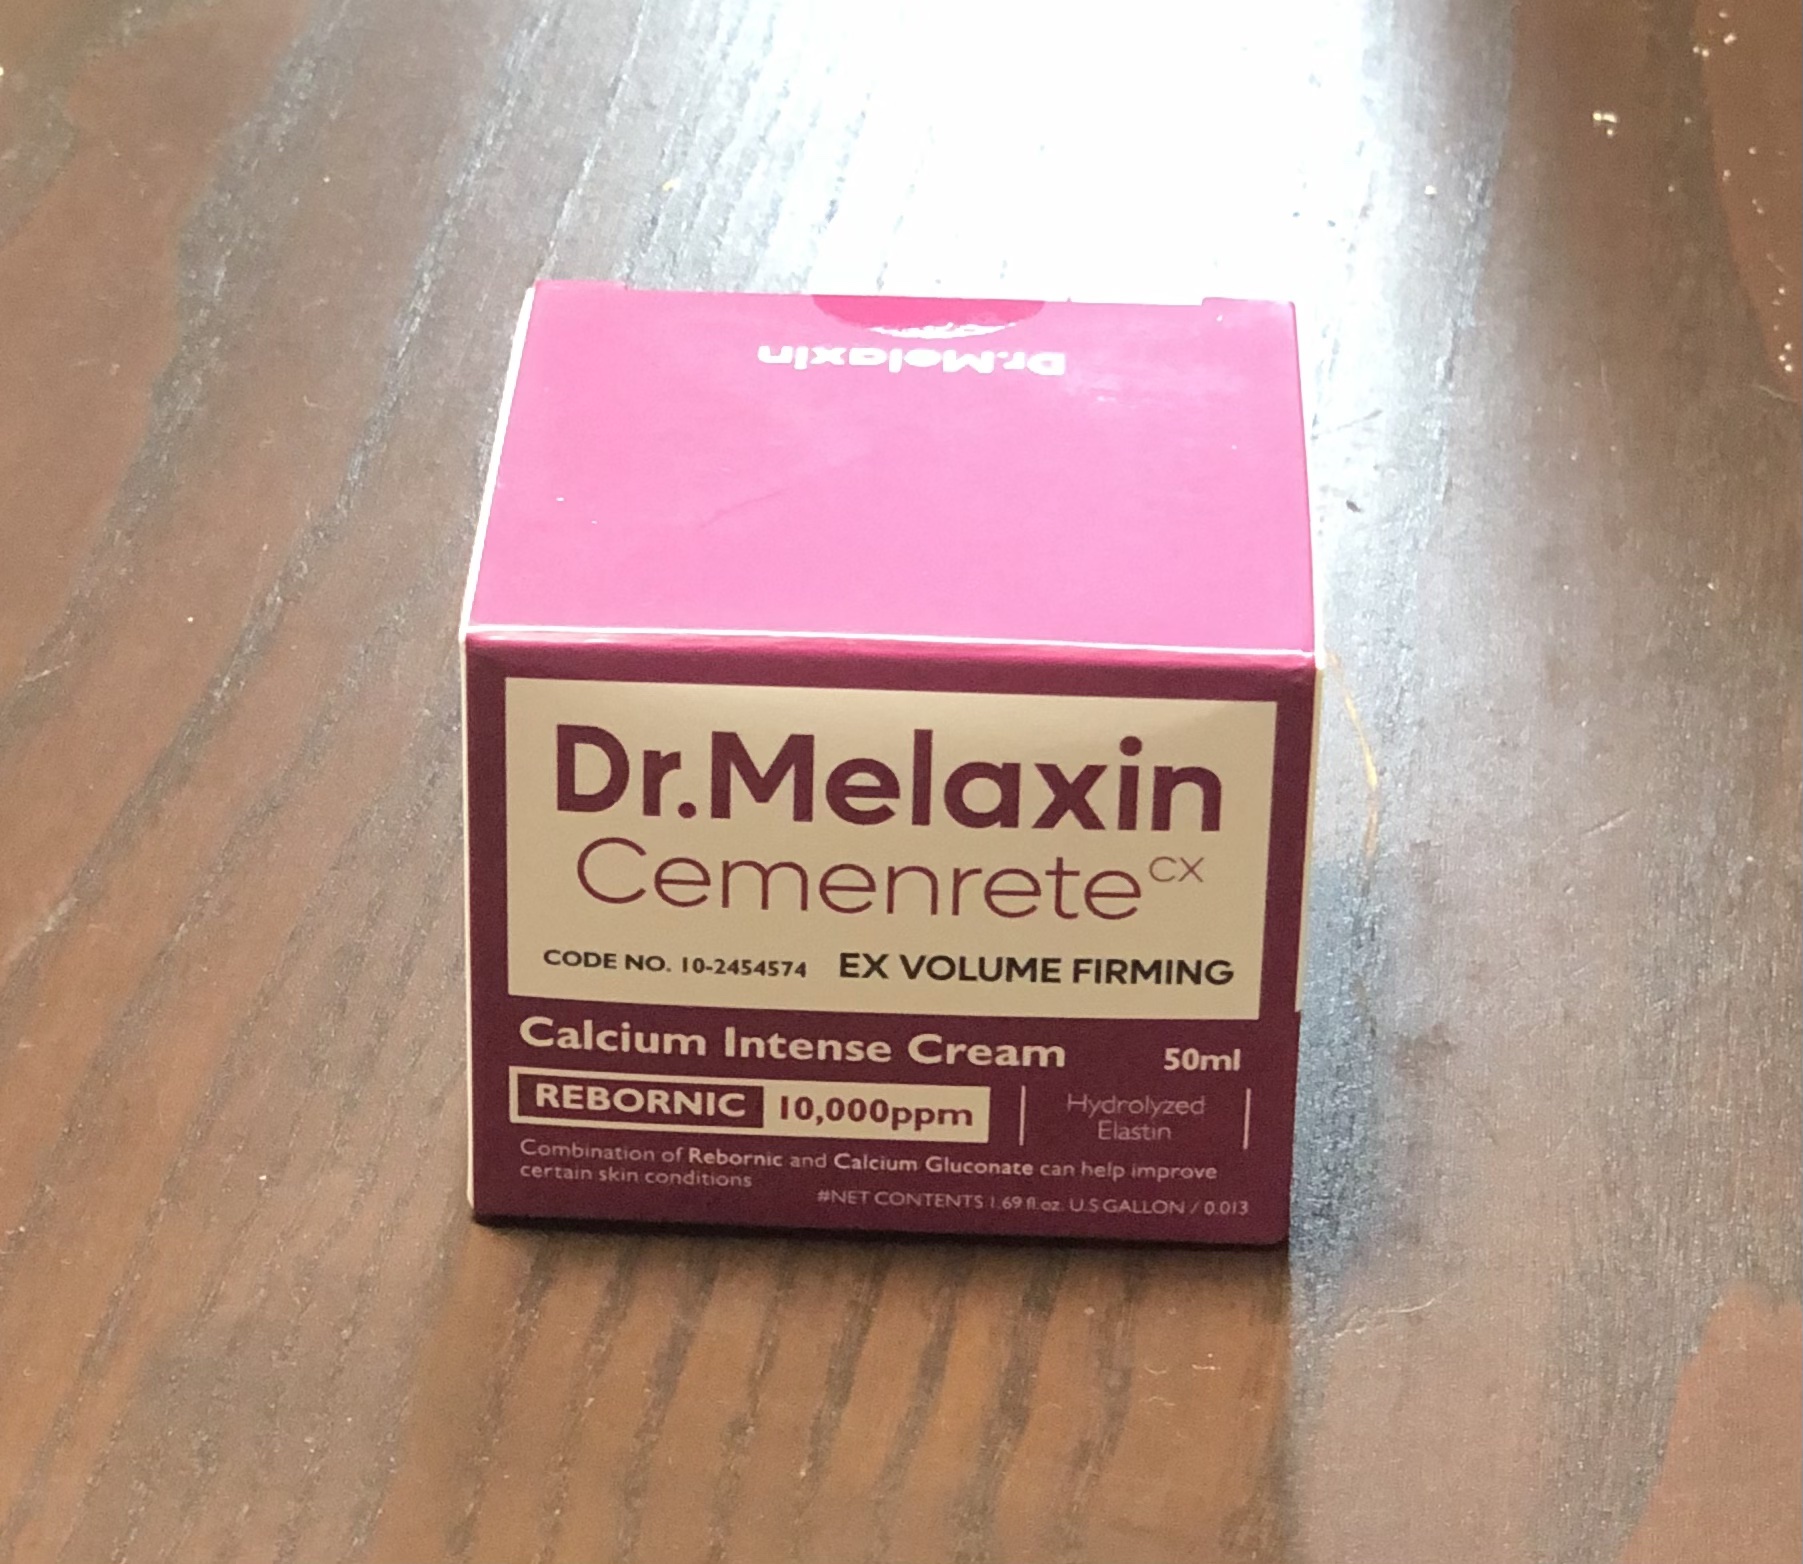 Dr.Melaxin
Dr.Melaxin
Cemenrete CX
CODE NO. 10-2454574 EX VOLUME FIRMING
Calcium Intense Cream 50ml
REBORNIC 10,000ppm Hydrolyzed
Elastin
Combination of Rebornic and Calcium Gluconate can help improve
certain skin conditions
#NET CONTENTS 1.69 fl.oz. U.S GALLON / 0.013